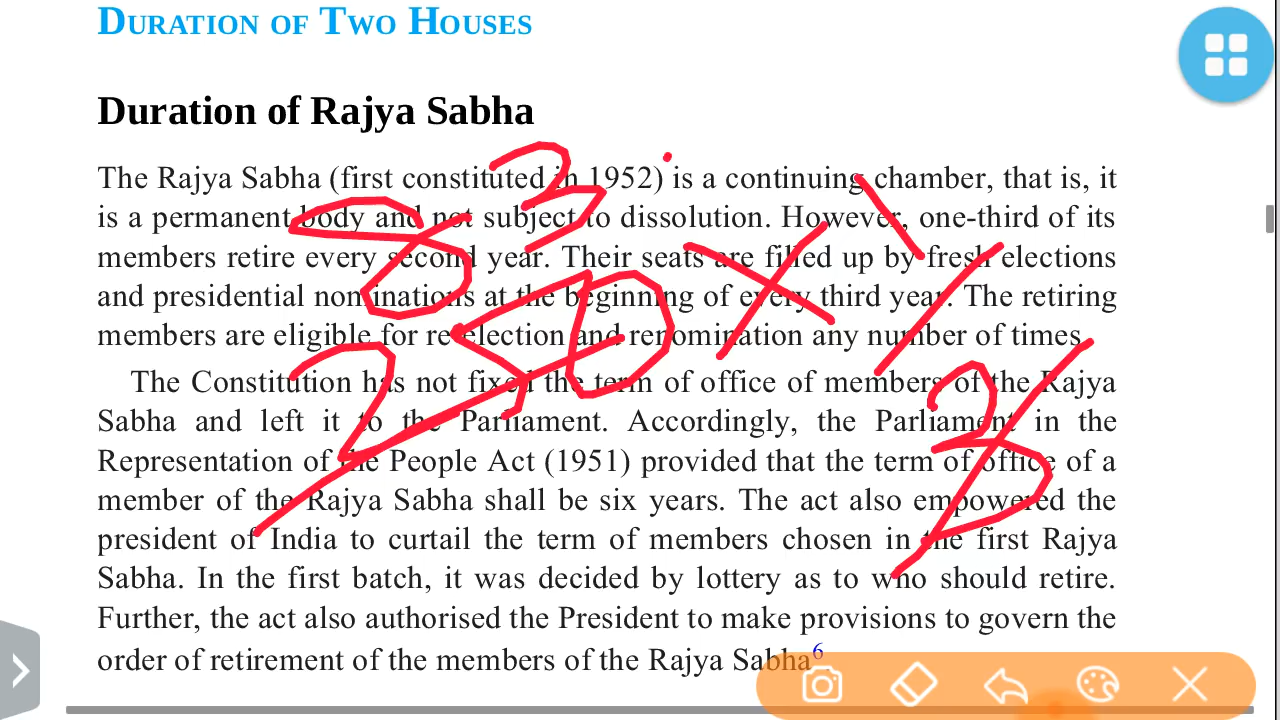 DURATION OF TWO HOUSES
Duration of Rajya Sabha
The Rajya Sabha (first constituted in 1952) is a continuing chamber, that is, it
is a permanent body and not subject to dissolution. However, one-third of its
members retire every second year. Their seats are filled up by fresh elections
and presidential nominations at the beginning of every third year. The retiring
members are eligible for re-election and renomination any number of times.
The Constitution has not fixed the term of office of members of the Rajya
Sabha and left it to the Parliament. Accordingly, the Parliament in the
Representation of the People Act (1951) provided that the term of office of a
member of the Rajya Sabha shall be six years. The act also empowered the
president of India to curtail the term of members chosen in the first Rajya
Sabha. In the first batch, it was decided by lottery as to who should retire.
Further, the act also authorised the President to make provisions to govern the
order of retirement of the members of the Rajya Sabha6